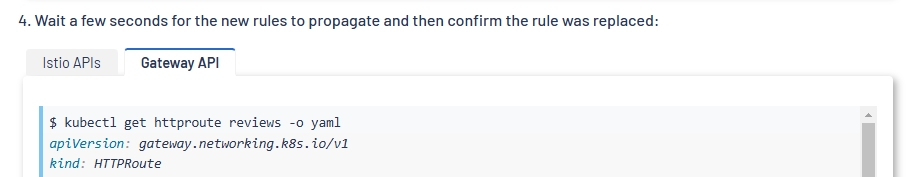 4. Wait a few seconds for the new rules to propagate and then confirm the rule was replaced:
Istio APIs
Gateway API
$ kubectl get httproute reviews -o yaml
apiVersion: gateway.networking.k8s.io/v1
kind: HTTPRoute